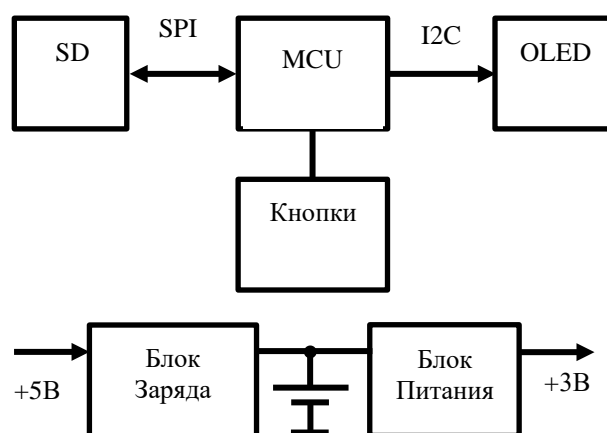 SPI
I2C
SD
MCU
OLED
Кнопки
Блок
Заряда
Блок
Питания
+5В
+3В